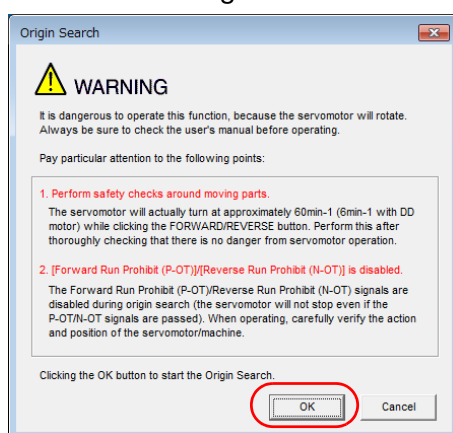 Origin Search
WARNING
It is dangerous to operate this function, because the servomotor will rotate.
Always be sure to check the user's manual before operating.
Pay particular attention to the following points:
1. Perform safety checks around moving parts.
The servomotor will actually turn at approximately 60min-1 (6min-1 with DD
motor) while clicking the FORWARD/REVERSE button. Perform this after
thoroughly checking that there is no danger from servomotor operation.
2. [Forward Run Prohibit (P-OT)]/[Reverse Run Prohibit (N-OT)] is disabled.
The Forward Run Prohibit (P-OT)/Reverse Run Prohibit (N-OT) signals are
disabled during origin search (the servomotor will not stop even if the
P-OT/N-OT signals are passed). When operating, carefully verify the action
and position of the servomotor/machine.
Clicking the OK button to start the Origin Search.
OK
Cancel